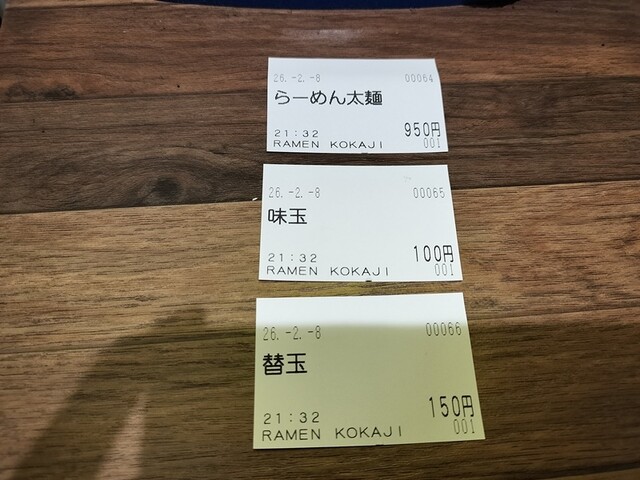 26.-2.-8 00064
らーめん太麺
950円
21:32 001
RAMEN KOKAJI
26.-2.-8 00065
味玉
100円
21:32 001
RAMEN KOKAJI
26.-2.-8 00066
替玉
150円
21:32 001
RAMEN KOKAJI